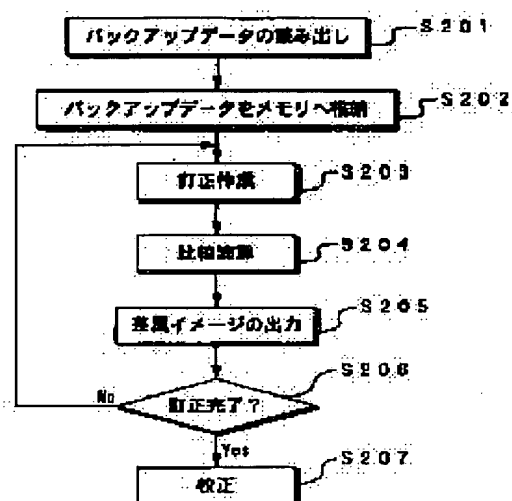 バックアップデータの読み出し
S201
バックアップデータをメモリへ格納
S202
訂正作業
S203
比較演算
S204
差異イメージの出力
S205
訂正完了?
S206
No
Yes
校正
S207